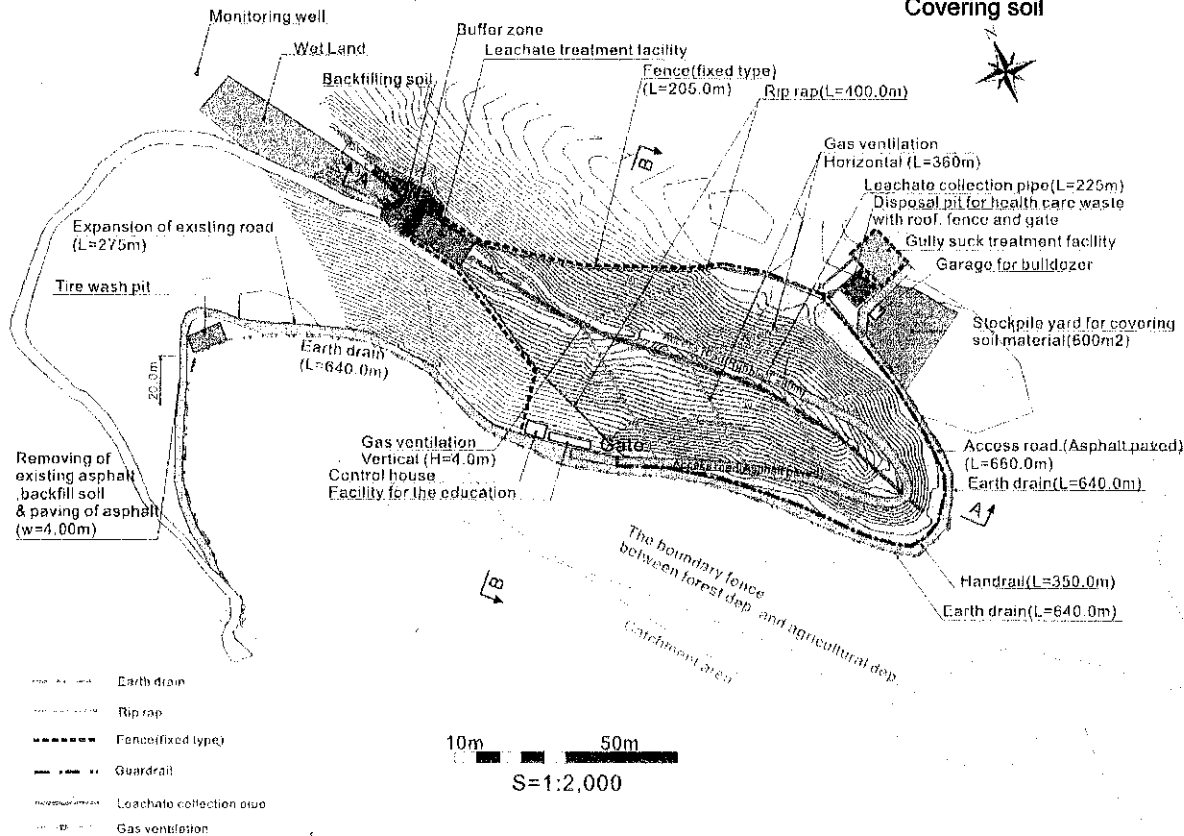 Covering soil
Monitoring well
Wet Land
Buffer zone
Leachate treatment facility
Backfilling soil
Fence(fixed type)
(L=205.0m)
Rip rap(L=400.0m)
B
A
Gas ventilation
Horizontal (L=360m)
Leachate collection pipe(L=225m)
Disposal pit for health care waste
with roof, fence and gate
Gully suck treatment facility
Garage for bulldozer
Stockpile yard for covering
soil material(600m2)
Expansion of existing road
(L=275m)
Tire wash pit
Earth drain
(L=640.0m)
20.0m
Removing of
existing asphalt
,backfill soil
& paving of asphalt
(w=4.00m)
Gas ventilation
Vertical (H=4.0m)
Control house
Facility for the education
Gate
Access road(Asphalt paved)
Access road.(Asphalt paved)
(L=660.0m)
Earth drain(L=640.0m)
A
Handrail(L=350.0m)
Earth drain(L=640.0m)
B
The boundary fence
between forest dep. and agricultural dep.
Catchment area
Earth drain
Rip rap
Fence(fixed type)
Guardrail
Leachate collection pipe
Gas ventilation
10m 50m
S=1:2,000